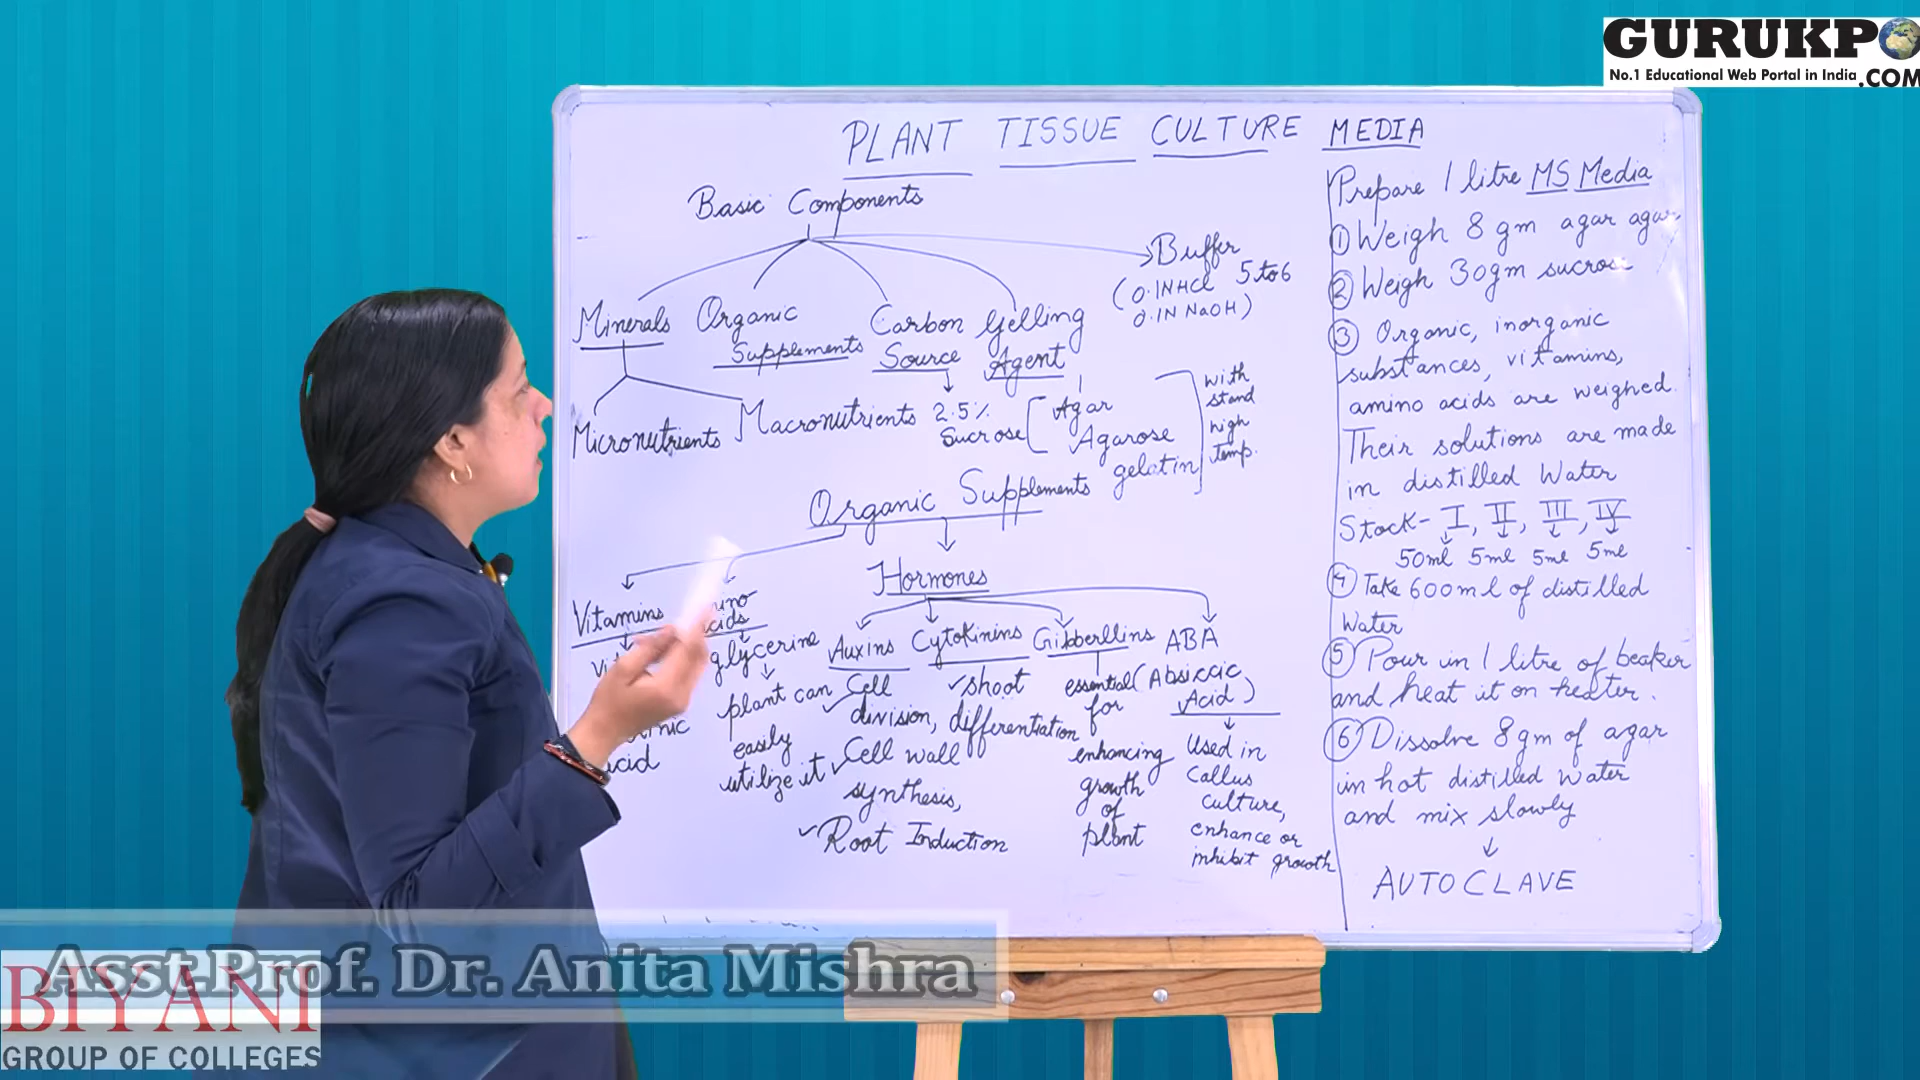 GURUKPO
No.1 Educational Web Portal in India .COM
PLANT TISSUE CULTURE MEDIA
Basic Components
Minerals
Micronutrients
Macronutrients
Organic
Supplements
Carbon
Source
2.5%
Sucrose
Gelling
Agent
Agar
Agarose
gelatin
with
stand
high
temp.
Buffer
(0.1N HCl 5 to 6
0.1N NaOH)
Organic Supplements
Vitamins
acids
glycerine
plant can
easily
utilize it
Hormones
Auxins
✓ Cell
division,
✓ Cell wall
synthesis,
✓ Root Induction
Cytokinins
✓ shoot
differentiation
Gibberllins
essential
for
enhancing
growth
of
plant
ABA
(Absiccic
Acid)
Used in
callus
culture,
enhance or
inhibit growth
Prepare 1 litre MS Media
① Weigh 8 gm agar agar
② Weigh 30gm sucrose
③ Organic, inorganic
substances, vitamins,
amino acids are weighed.
Their solutions are made
in distilled Water
Stock- I, II, III, IV
50ml 5ml 5ml 5ml
④ Take 600ml of distilled
Water
⑤ Pour in 1 litre of beaker
and heat it on heater.
⑥ Dissolve 8gm of agar
in hot distilled water
and mix slowly
AUTOCLAVE
Asst.Prof. Dr. Anita Mishra
BIYANI
GROUP OF COLLEGES